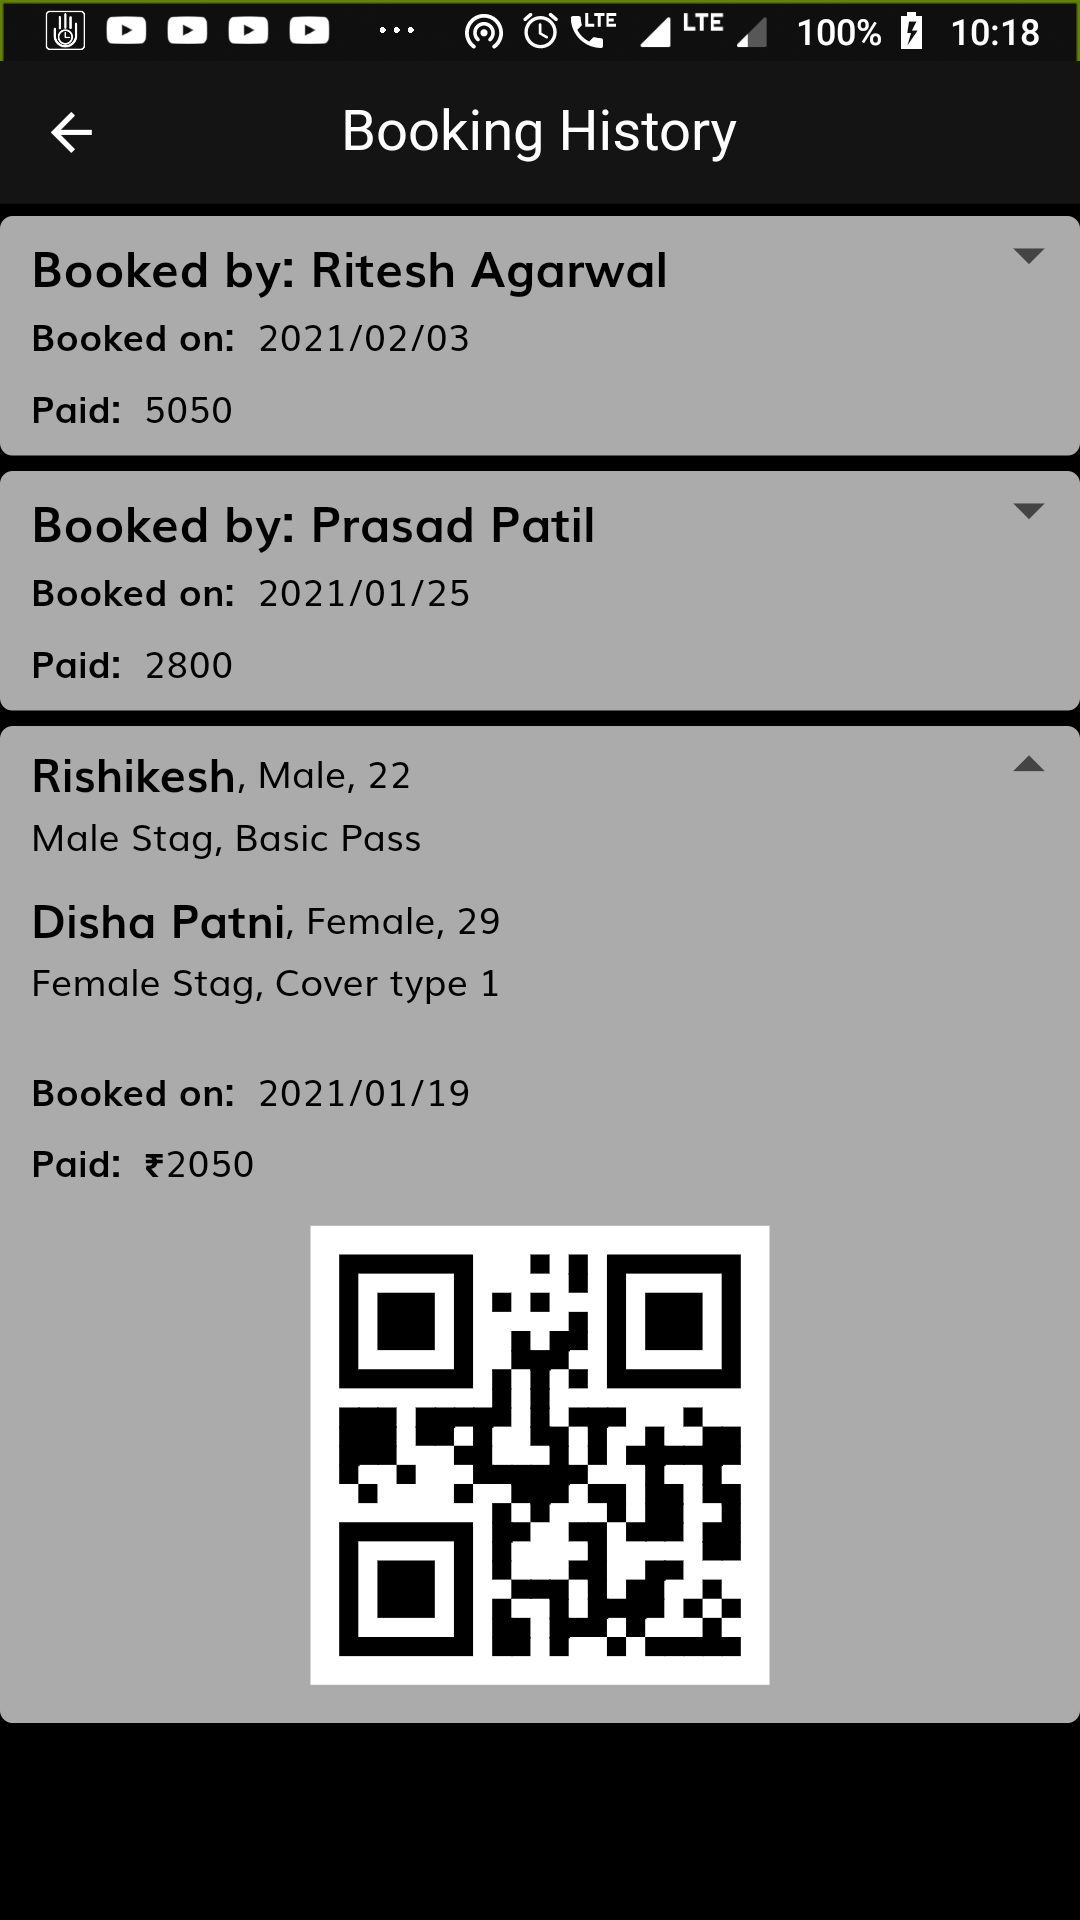 LTE LTE 100% 10:18
Booking History
Booked by: Ritesh Agarwal
Booked on: 2021/02/03
Paid: 5050
Booked by: Prasad Patil
Booked on: 2021/01/25
Paid: 2800
Rishikesh, Male, 22
Male Stag, Basic Pass
Disha Patni, Female, 29
Female Stag, Cover type 1
Booked on: 2021/01/19
Paid: ₹2050